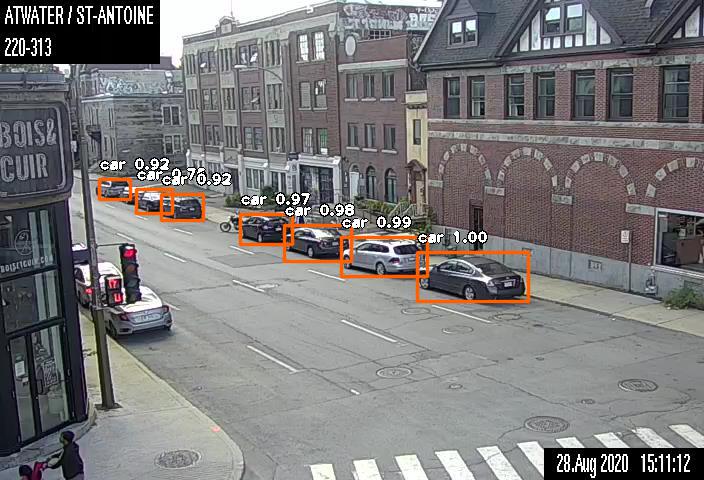 ATWATER / ST-ANTOINE
220-313
BOIS&
CUIR
car 0.92
car 0.92
car 0.97
car 0.98
car 0.99
car 1.00
28.Aug 2020 15:11:12